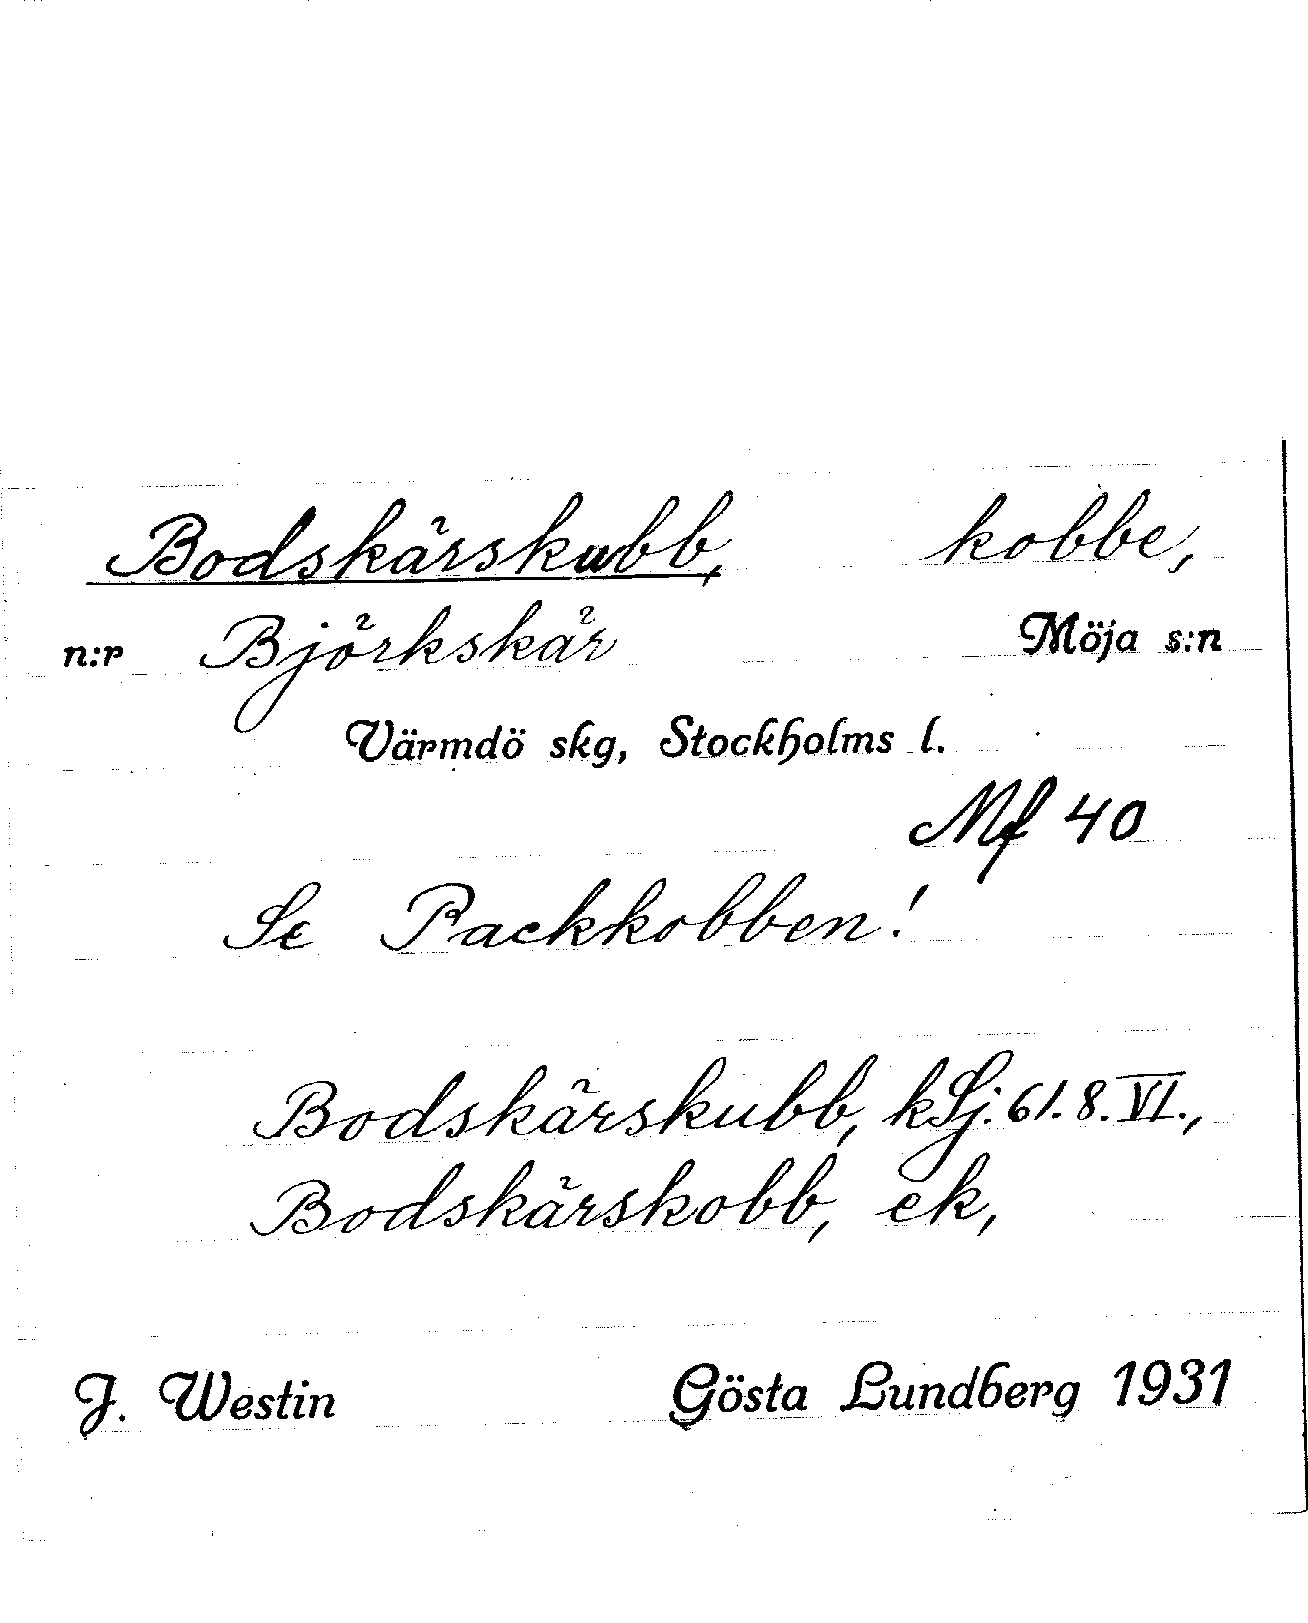 Bodskärskubb, kobbe,
n:r Björkskär Möja s:n
Värmdö skg, Stockholms l.
Mf 40
Se Packkobben!
Bodskärskubb, kSj. 61. 8. VI.,
Bodskärskobb, ek,
J. Westin Gösta Lundberg 1931